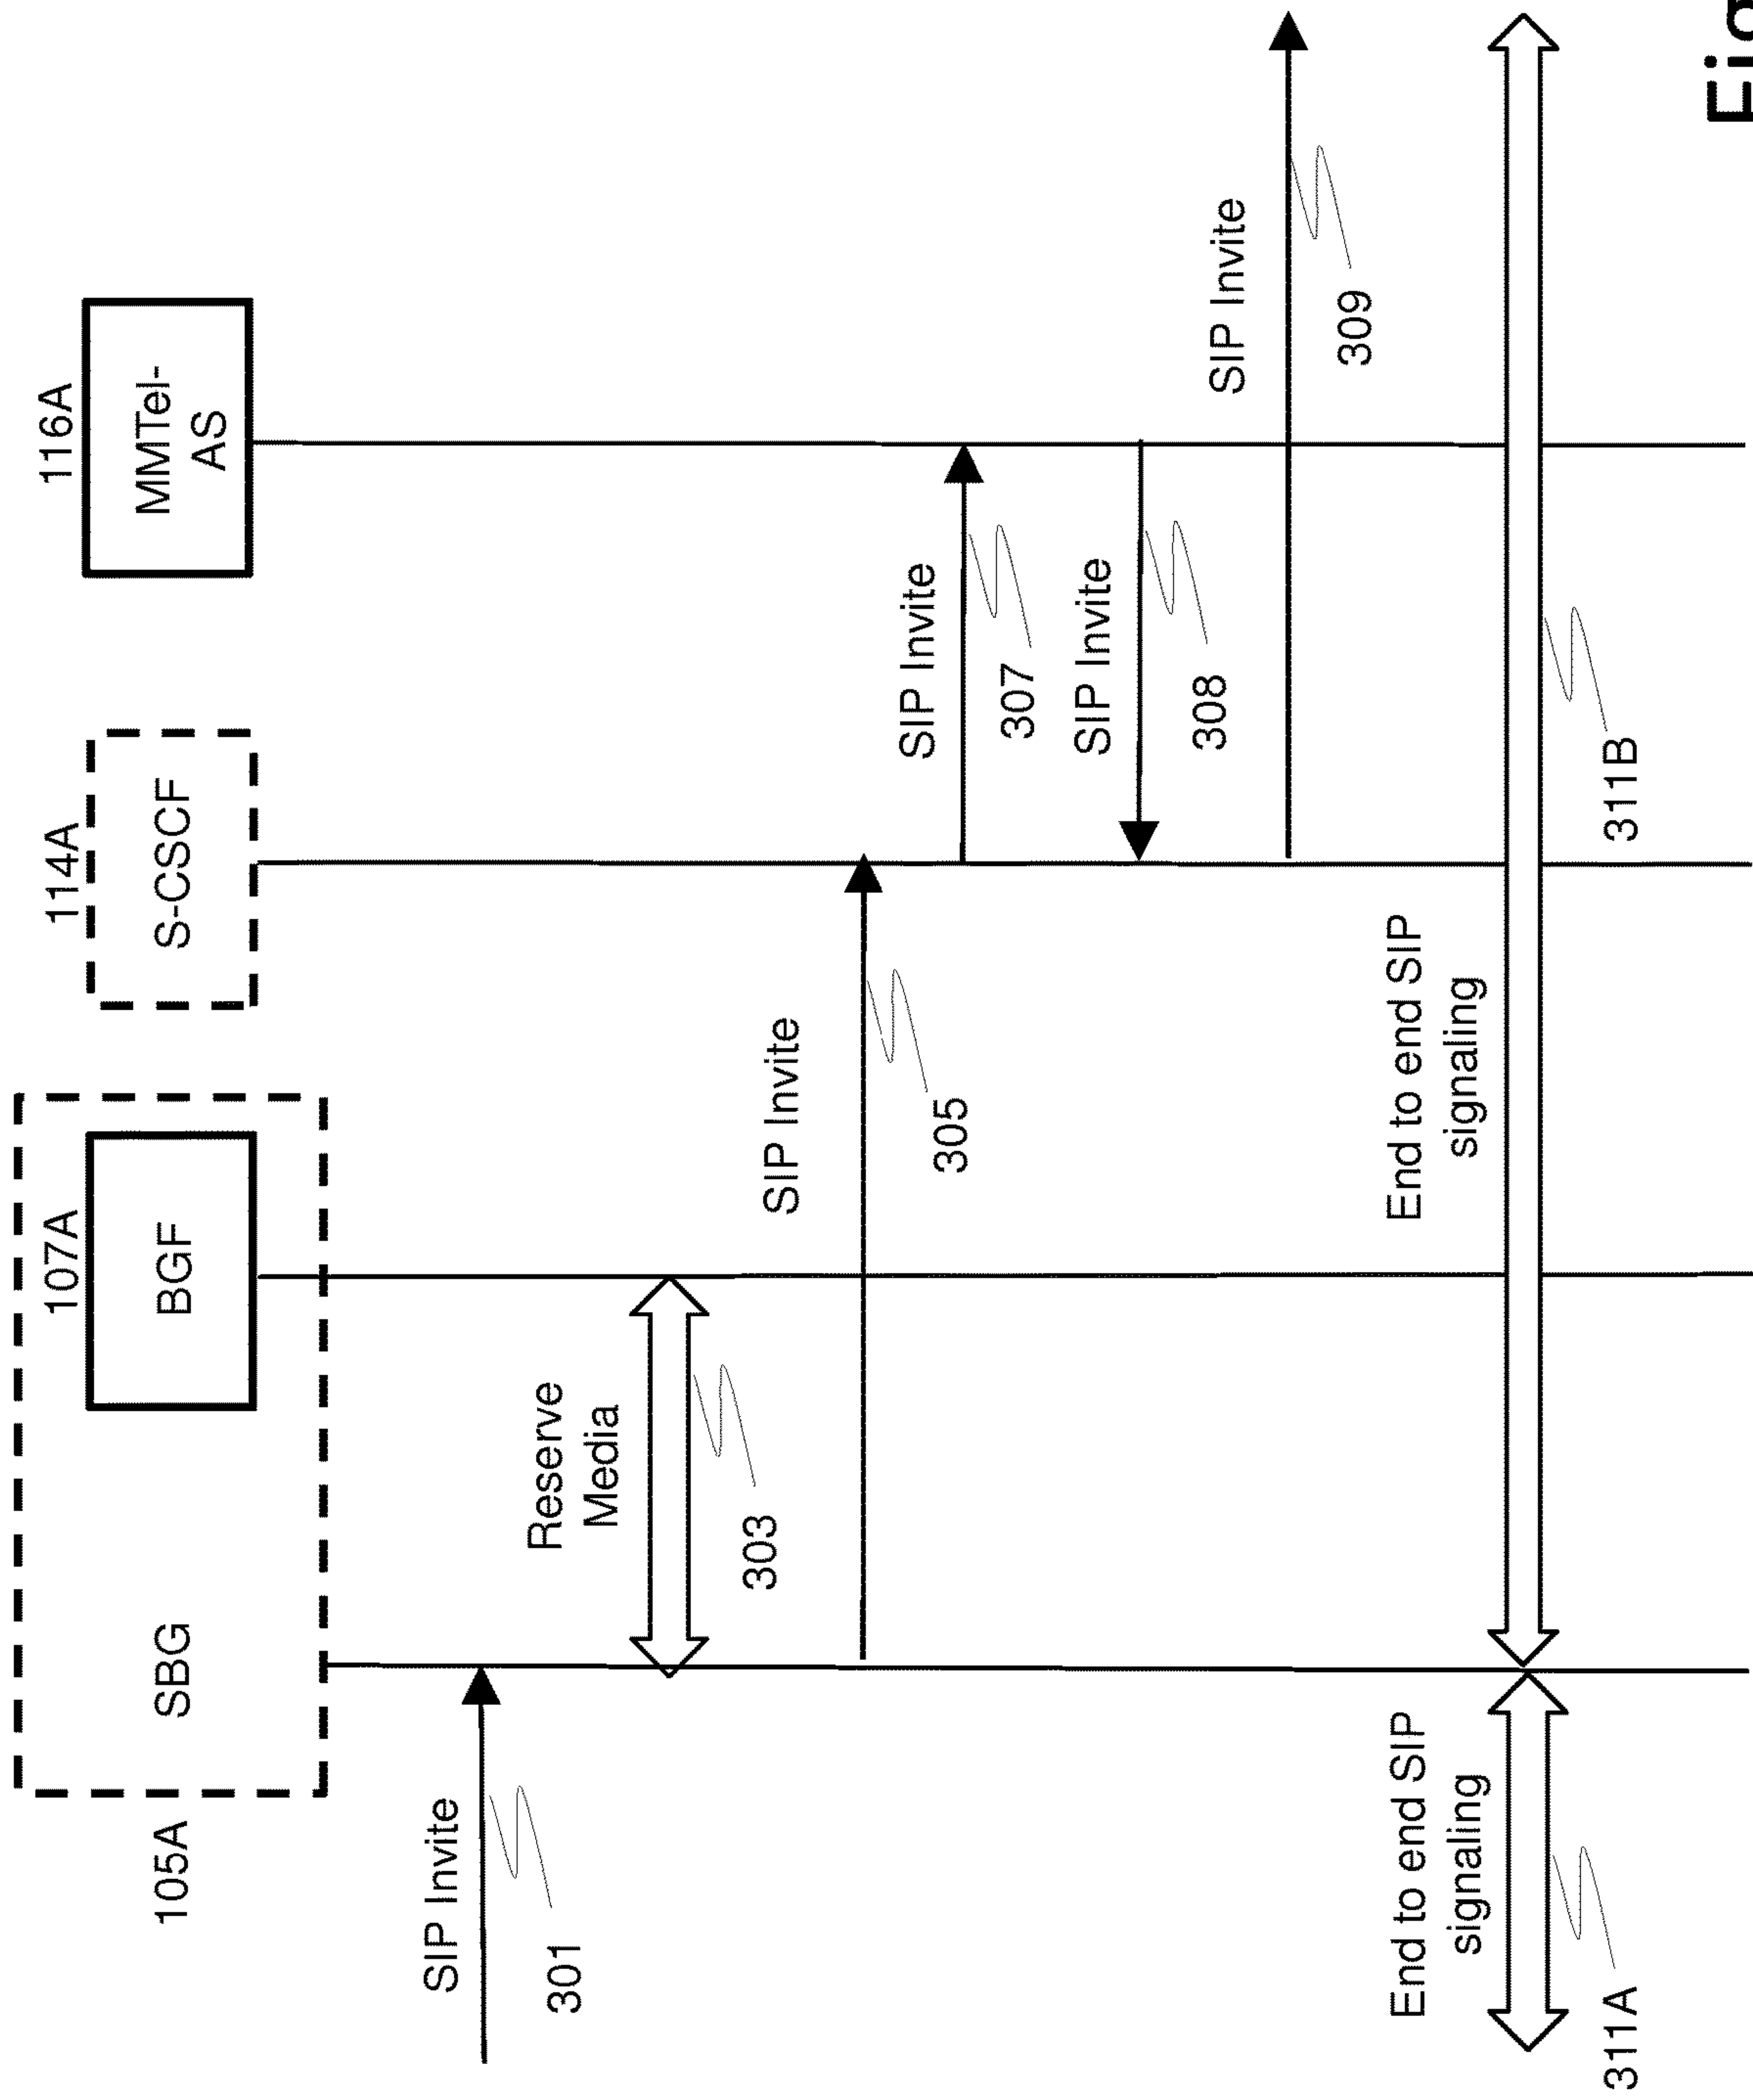 105A
SBG
107A
BGF
114A
S-CSCF
116A
MMTel-
AS
SIP Invite
301
Reserve
Media
303
SIP Invite
305
SIP Invite
307
SIP Invite
308
SIP Invite
309
End to end SIP
signaling
311A
End to end SIP
signaling
311B